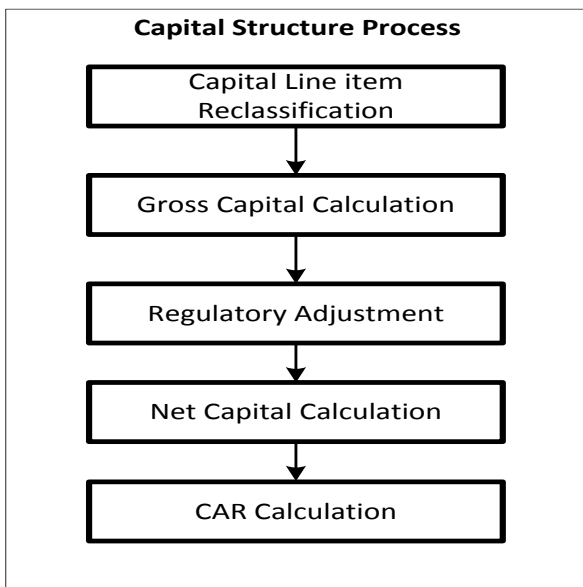 Capital Structure Process
Capital Line item
Reclassification
Gross Capital Calculation
Regulatory Adjustment
Net Capital Calculation
CAR Calculation